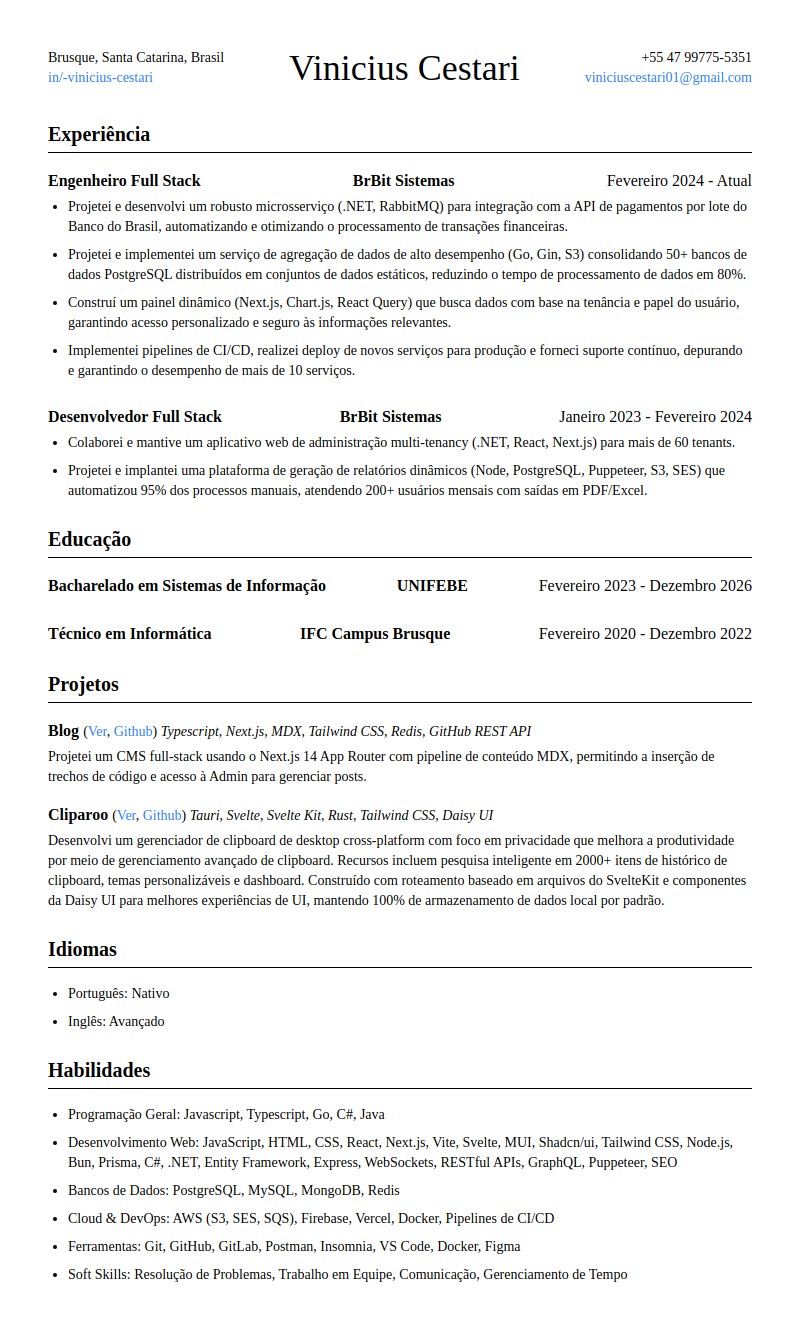 Brusque, Santa Catarina, Brasil
in/-vinicius-cestari
Vinicius Cestari
+55 47 99775-5351
viniciuscestari01@gmail.com
Experiência
Engenheiro Full Stack BrBit Sistemas Fevereiro 2024 - Atual
• Projetei e desenvolvi um robusto microsserviço (.NET, RabbitMQ) para integração com a API de pagamentos por lote do
Banco do Brasil, automatizando e otimizando o processamento de transações financeiras.
• Projetei e implementei um serviço de agregação de dados de alto desempenho (Go, Gin, S3) consolidando 50+ bancos de
dados PostgreSQL distribuídos em conjuntos de dados estáticos, reduzindo o tempo de processamento de dados em 80%.
• Construí um painel dinâmico (Next.js, Chart.js, React Query) que busca dados com base na tenância e papel do usuário,
garantindo acesso personalizado e seguro às informações relevantes.
• Implementei pipelines de CI/CD, realizei deploy de novos serviços para produção e forneci suporte contínuo, depurando
e garantindo o desempenho de mais de 10 serviços.
Desenvolvedor Full Stack BrBit Sistemas Janeiro 2023 - Fevereiro 2024
• Colaborei e mantive um aplicativo web de administração multi-tenancy (.NET, React, Next.js) para mais de 60 tenants.
• Projetei e implantei uma plataforma de geração de relatórios dinâmicos (Node, PostgreSQL, Puppeteer, S3, SES) que
automatizou 95% dos processos manuais, atendendo 200+ usuários mensais com saídas em PDF/Excel.
Educação
Bacharelado em Sistemas de Informação UNIFEBE Fevereiro 2023 - Dezembro 2026
Técnico em Informática IFC Campus Brusque Fevereiro 2020 - Dezembro 2022
Projetos
Blog (Ver, Github) Typescript, Next.js, MDX, Tailwind CSS, Redis, GitHub REST API
Projetei um CMS full-stack usando o Next.js 14 App Router com pipeline de conteúdo MDX, permitindo a inserção de
trechos de código e acesso à Admin para gerenciar posts.
Cliparoo (Ver, Github) Tauri, Svelte, Svelte Kit, Rust, Tailwind CSS, Daisy UI
Desenvolvi um gerenciador de clipboard de desktop cross-platform com foco em privacidade que melhora a produtividade
por meio de gerenciamento avançado de clipboard. Recursos incluem pesquisa inteligente em 2000+ itens de histórico de
clipboard, temas personalizáveis e dashboard. Construído com roteamento baseado em arquivos do SvelteKit e componentes
da Daisy UI para melhores experiências de UI, mantendo 100% de armazenamento de dados local por padrão.
Idiomas
• Português: Nativo
• Inglês: Avançado
Habilidades
• Programação Geral: Javascript, Typescript, Go, C#, Java
• Desenvolvimento Web: JavaScript, HTML, CSS, React, Next.js, Vite, Svelte, MUI, Shadcn/ui, Tailwind CSS, Node.js,
Bun, Prisma, C#, .NET, Entity Framework, Express, WebSockets, RESTful APIs, GraphQL, Puppeteer, SEO
• Bancos de Dados: PostgreSQL, MySQL, MongoDB, Redis
• Cloud & DevOps: AWS (S3, SES, SQS), Firebase, Vercel, Docker, Pipelines de CI/CD
• Ferramentas: Git, GitHub, GitLab, Postman, Insomnia, VS Code, Docker, Figma
• Soft Skills: Resolução de Problemas, Trabalho em Equipe, Comunicação, Gerenciamento de Tempo